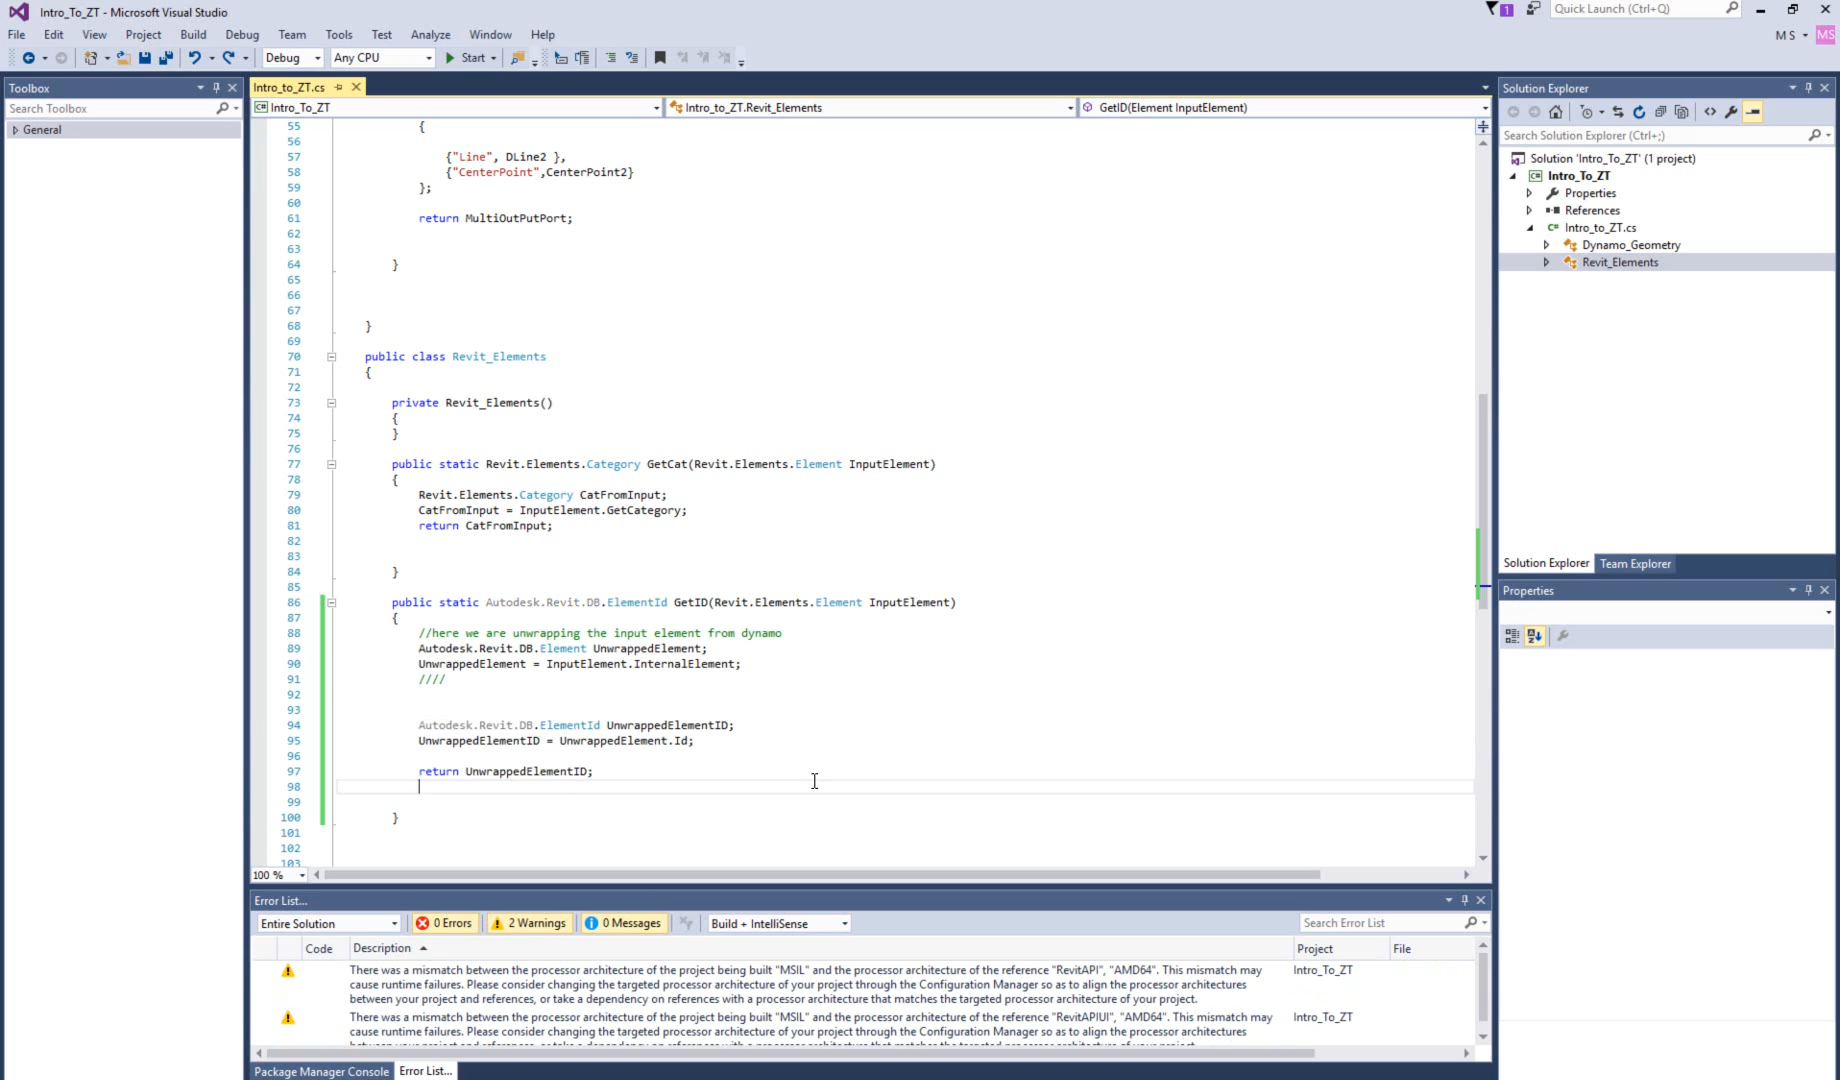 Intro_To_ZT - Microsoft Visual Studio
1
Quick Launch (Ctrl+Q)
File Edit View Project Build Debug Team Tools Test Analyze Window Help
M S MS
Debug Any CPU Start
Toolbox
Search Toolbox
General
Intro_to_ZT.cs
Intro_To_ZT Intro_to_ZT.Revit_Elements GetID(Element InputElement)
55 {
56
57 {"Line", DLine2 },
58 {"CenterPoint",CenterPoint2}
59 };
60
61 return MultiOutPutPort;
62
63
64 }
65
66
67
68 }
69
70 public class Revit_Elements
71 {
72
73 private Revit_Elements()
74 {
75 }
76
77 public static Revit.Elements.Category GetCat(Revit.Elements.Element InputElement)
78 {
79 Revit.Elements.Category CatFromInput;
80 CatFromInput = InputElement.GetCategory;
81 return CatFromInput;
82
83
84 }
85
86 public static Autodesk.Revit.DB.ElementId GetID(Revit.Elements.Element InputElement)
87 {
88 //here we are unwrapping the input element from dynamo
89 Autodesk.Revit.DB.Element UnwrappedElement;
90 UnwrappedElement = InputElement.InternalElement;
91 ////
92
93
94 Autodesk.Revit.DB.ElementId UnwrappedElementID;
95 UnwrappedElementID = UnwrappedElement.Id;
96
97 return UnwrappedElementID;
98
99
100 }
101
102
103
100 %
Solution Explorer
Search Solution Explorer (Ctrl+;)
Solution 'Intro_To_ZT' (1 project)
Intro_To_ZT
Properties
References
Intro_to_ZT.cs
Dynamo_Geometry
Revit_Elements
Solution Explorer Team Explorer
Properties
Error List...
Entire Solution 0 Errors 2 Warnings 0 Messages Build + IntelliSense Search Error List
Code Description Project File
There was a mismatch between the processor architecture of the project being built "MSIL" and the processor architecture of the reference "RevitAPI", "AMD64". This mismatch may Intro_To_ZT
cause runtime failures. Please consider changing the targeted processor architecture of your project through the Configuration Manager so as to align the processor architectures
between your project and references, or take a dependency on references with a processor architecture that matches the targeted processor architecture of your project.
There was a mismatch between the processor architecture of the project being built "MSIL" and the processor architecture of the reference "RevitAPIUI", "AMD64". This mismatch may Intro_To_ZT
cause runtime failures. Please consider changing the targeted processor architecture of your project through the Configuration Manager so as to align the processor architectures
Package Manager Console Error List...